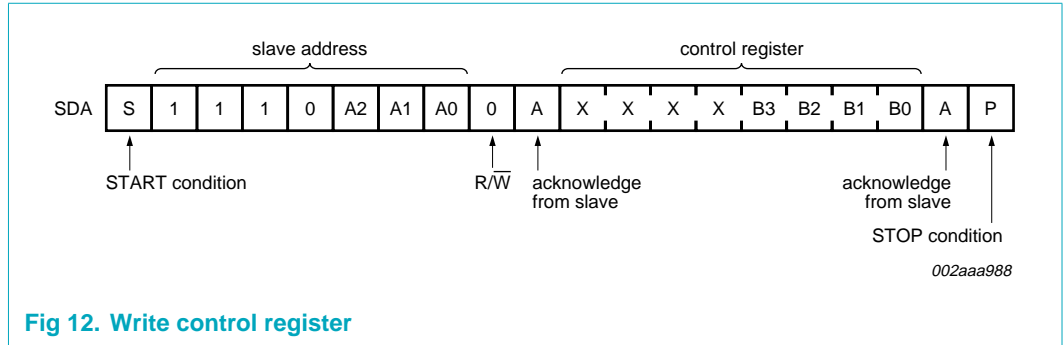 slave address control register
SDA S 1 1 1 0 A2 A1 A0 0 A X X X X B3 B2 B1 B0 A P
START condition R/W̅ acknowledge from slave acknowledge from slave
STOP condition
002aaa988
Fig 12. Write control register